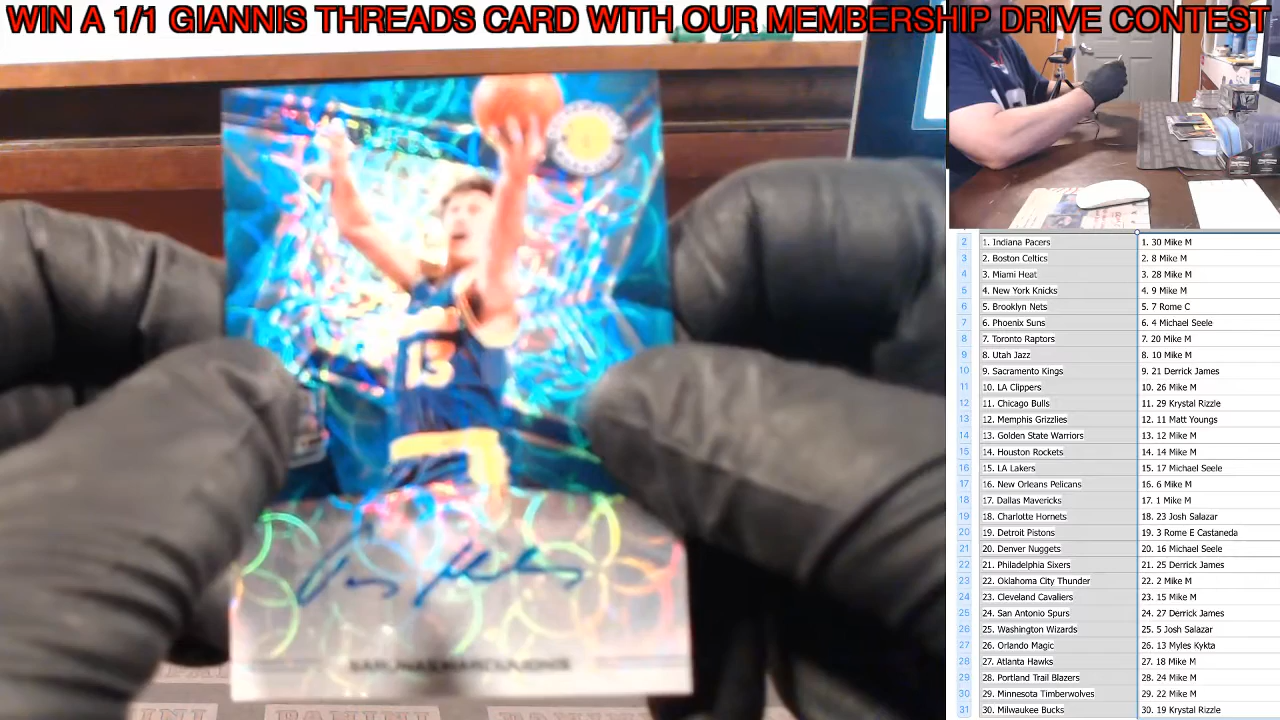 WIN A 1/1 GIANNIS THREADS CARD WITH OUR MEMBERSHIP DRIVE CONTEST
13
SARUNAS MARCIULIONIS
PANINI
2 1. Indiana Pacers 1. 30 Mike M
3 2. Boston Celtics 2. 8 Mike M
4 3. Miami Heat 3. 28 Mike M
5 4. New York Knicks 4. 9 Mike M
6 5. Brooklyn Nets 5. 7 Rome C
7 6. Phoenix Suns 6. 4 Michael Seele
8 7. Toronto Raptors 7. 20 Mike M
9 8. Utah Jazz 8. 10 Mike M
10 9. Sacramento Kings 9. 21 Derrick James
11 10. LA Clippers 10. 26 Mike M
12 11. Chicago Bulls 11. 29 Krystal Rizzle
13 12. Memphis Grizzlies 12. 11 Matt Youngs
14 13. Golden State Warriors 13. 12 Mike M
15 14. Houston Rockets 14. 14 Mike M
16 15. LA Lakers 15. 17 Michael Seele
17 16. New Orleans Pelicans 16. 6 Mike M
18 17. Dallas Mavericks 17. 1 Mike M
19 18. Charlotte Hornets 18. 23 Josh Salazar
20 19. Detroit Pistons 19. 3 Rome E Castaneda
21 20. Denver Nuggets 20. 16 Michael Seele
22 21. Philadelphia Sixers 21. 25 Derrick James
23 22. Oklahoma City Thunder 22. 2 Mike M
24 23. Cleveland Cavaliers 23. 15 Mike M
25 24. San Antonio Spurs 24. 27 Derrick James
26 25. Washington Wizards 25. 5 Josh Salazar
27 26. Orlando Magic 26. 13 Myles Kykta
28 27. Atlanta Hawks 27. 18 Mike M
29 28. Portland Trail Blazers 28. 24 Mike M
30 29. Minnesota Timberwolves 29. 22 Mike M
31 30. Milwaukee Bucks 30. 19 Krystal Rizzle